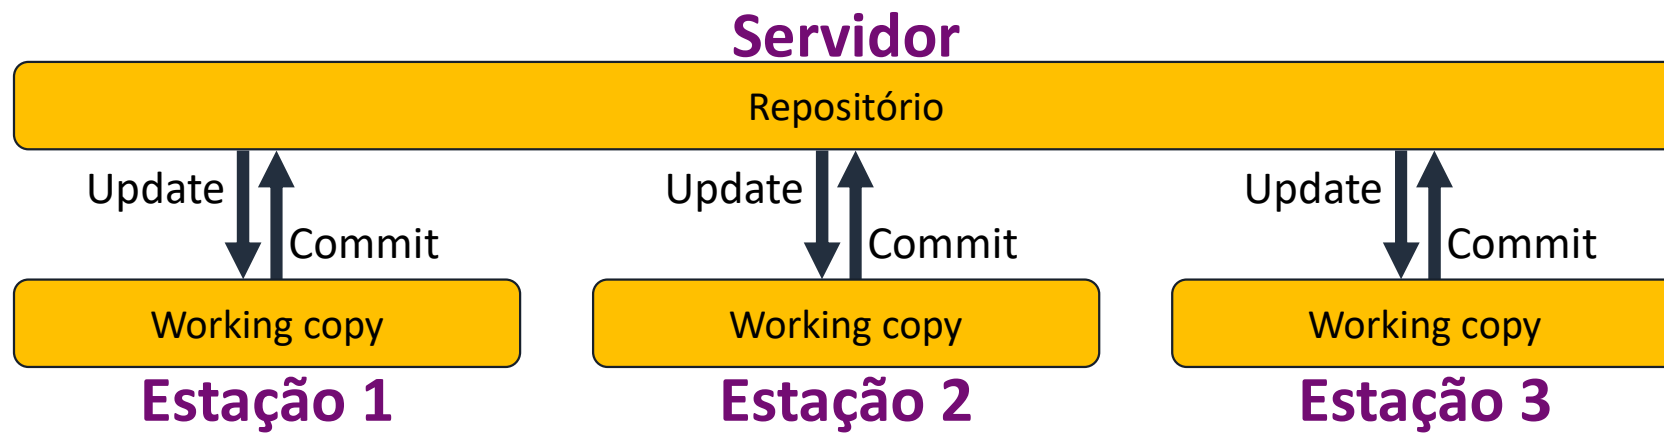 Servidor
Repositório
Update
Commit
Update
Commit
Update
Commit
Working copy
Working copy
Working copy
Estação 1
Estação 2
Estação 3